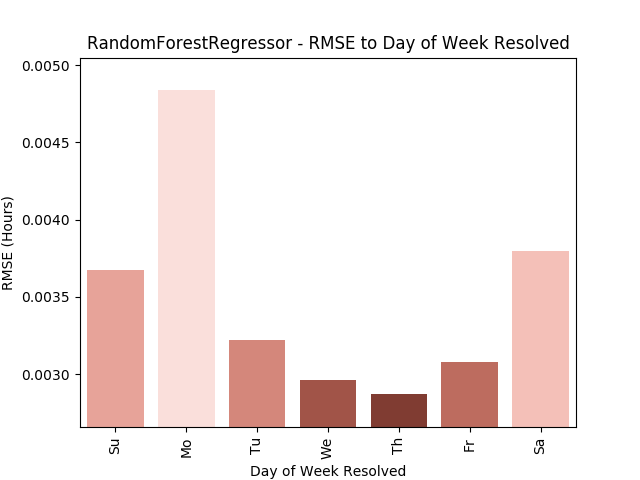 RandomForestRegressor - RMSE to Day of Week Resolved
0.0050
0.0045
0.0040
0.0035
0.0030
RMSE (Hours)
Su
Mo
Tu
We
Th
Fr
Sa
Day of Week Resolved